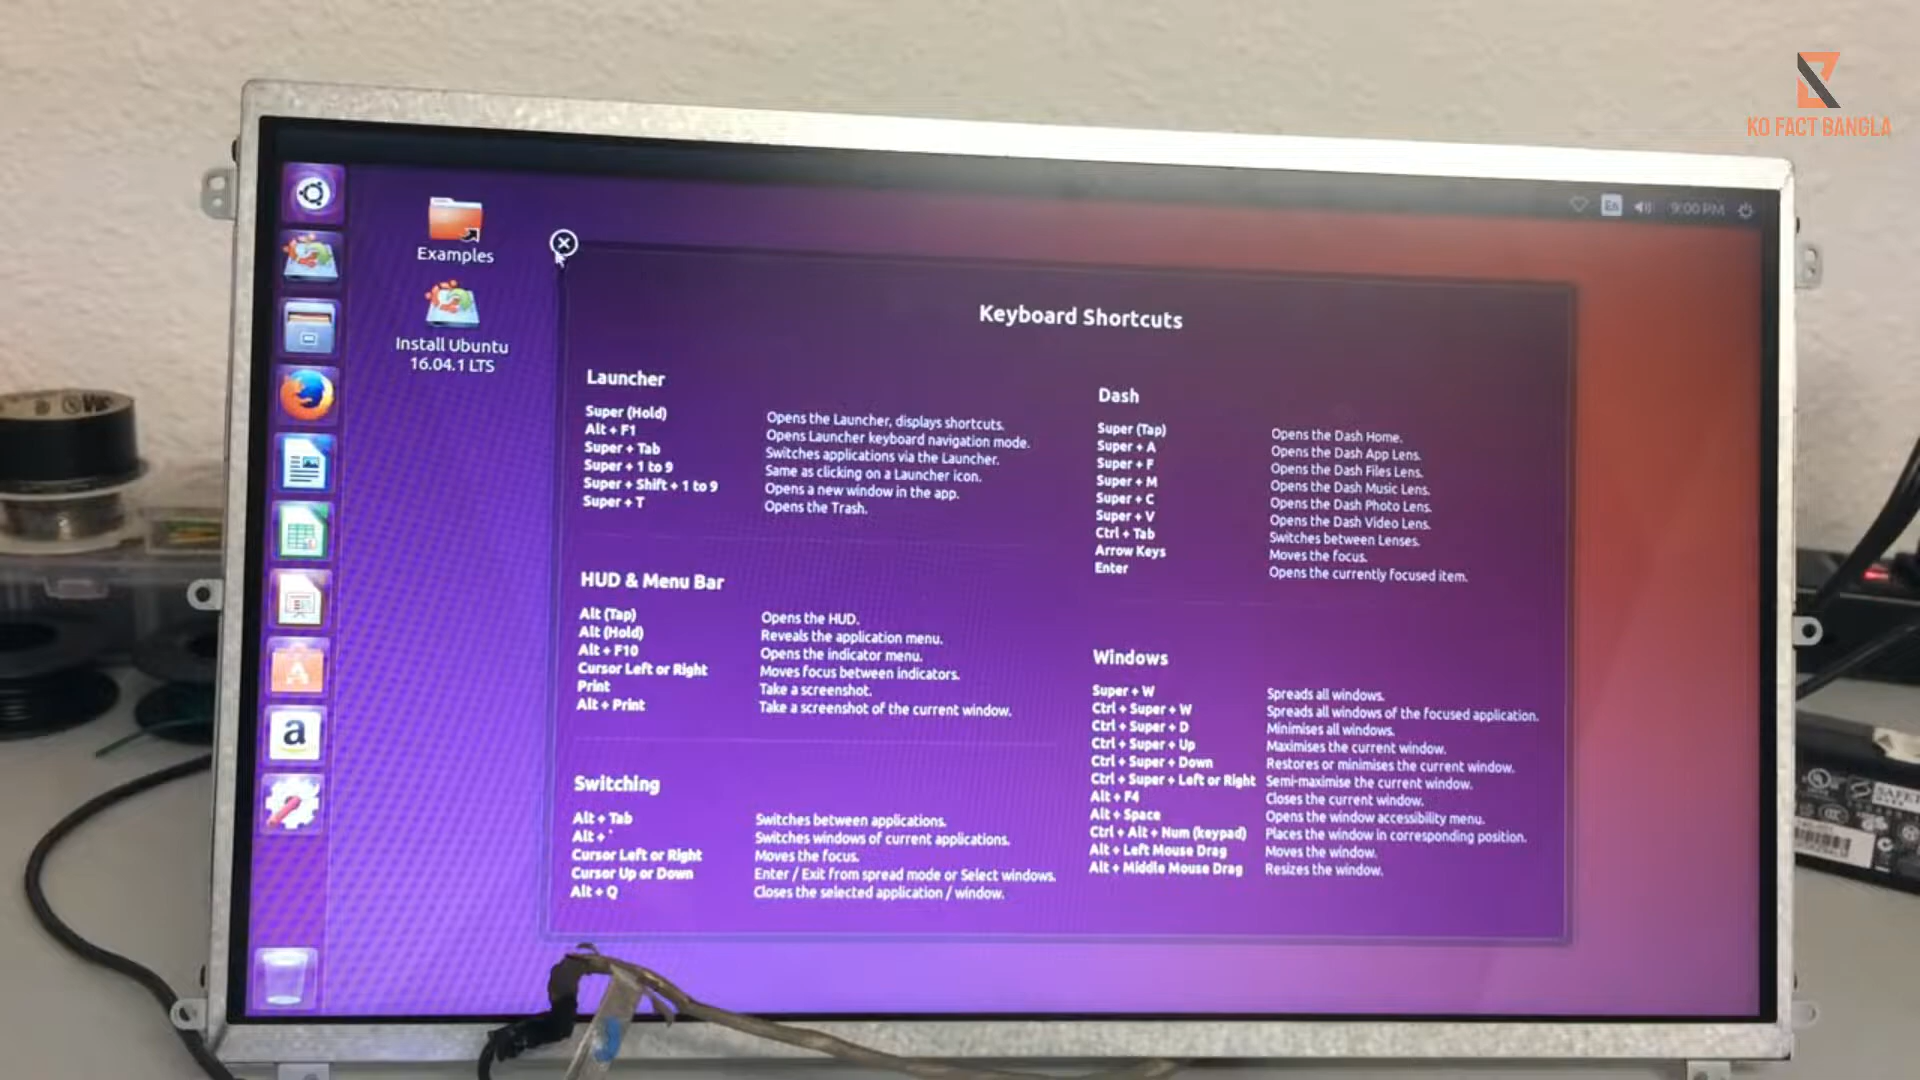 KO FACT BANGLA
En
9:00 PM
Examples
Install Ubuntu
16.04.1 LTS
Keyboard Shortcuts
Launcher
Super (Hold) Opens the Launcher, displays shortcuts.
Alt + F1 Opens Launcher keyboard navigation mode.
Super + Tab Switches applications via the Launcher.
Super + 1 to 9 Same as clicking on a Launcher icon.
Super + Shift + 1 to 9 Opens a new window in the app.
Super + T Opens the Trash.
HUD & Menu Bar
Alt (Tap) Opens the HUD.
Alt (Hold) Reveals the application menu.
Alt + F10 Opens the indicator menu.
Cursor Left or Right Moves focus between indicators.
Print Take a screenshot.
Alt + Print Take a screenshot of the current window.
Switching
Alt + Tab Switches between applications.
Alt + ` Switches windows of current applications.
Cursor Left or Right Moves the focus.
Cursor Up or Down Enter / Exit from spread mode or Select windows.
Alt + Q Closes the selected application / window.
Dash
Super (Tap) Opens the Dash Home.
Super + A Opens the Dash App Lens.
Super + F Opens the Dash Files Lens.
Super + M Opens the Dash Music Lens.
Super + C Opens the Dash Photo Lens.
Super + V Opens the Dash Video Lens.
Ctrl + Tab Switches between Lenses.
Arrow Keys Moves the focus.
Enter Opens the currently focused item.
Windows
Super + W Spreads all windows.
Ctrl + Super + W Spreads all windows of the focused application.
Ctrl + Super + D Minimises all windows.
Ctrl + Super + Up Maximises the current window.
Ctrl + Super + Down Restores or minimises the current window.
Ctrl + Super + Left or Right Semi-maximise the current window.
Alt + F4 Closes the current window.
Alt + Space Opens the window accessibility menu.
Ctrl + Alt + Num (keypad) Places the window in corresponding position.
Alt + Left Mouse Drag Moves the window.
Alt + Middle Mouse Drag Resizes the window.
a